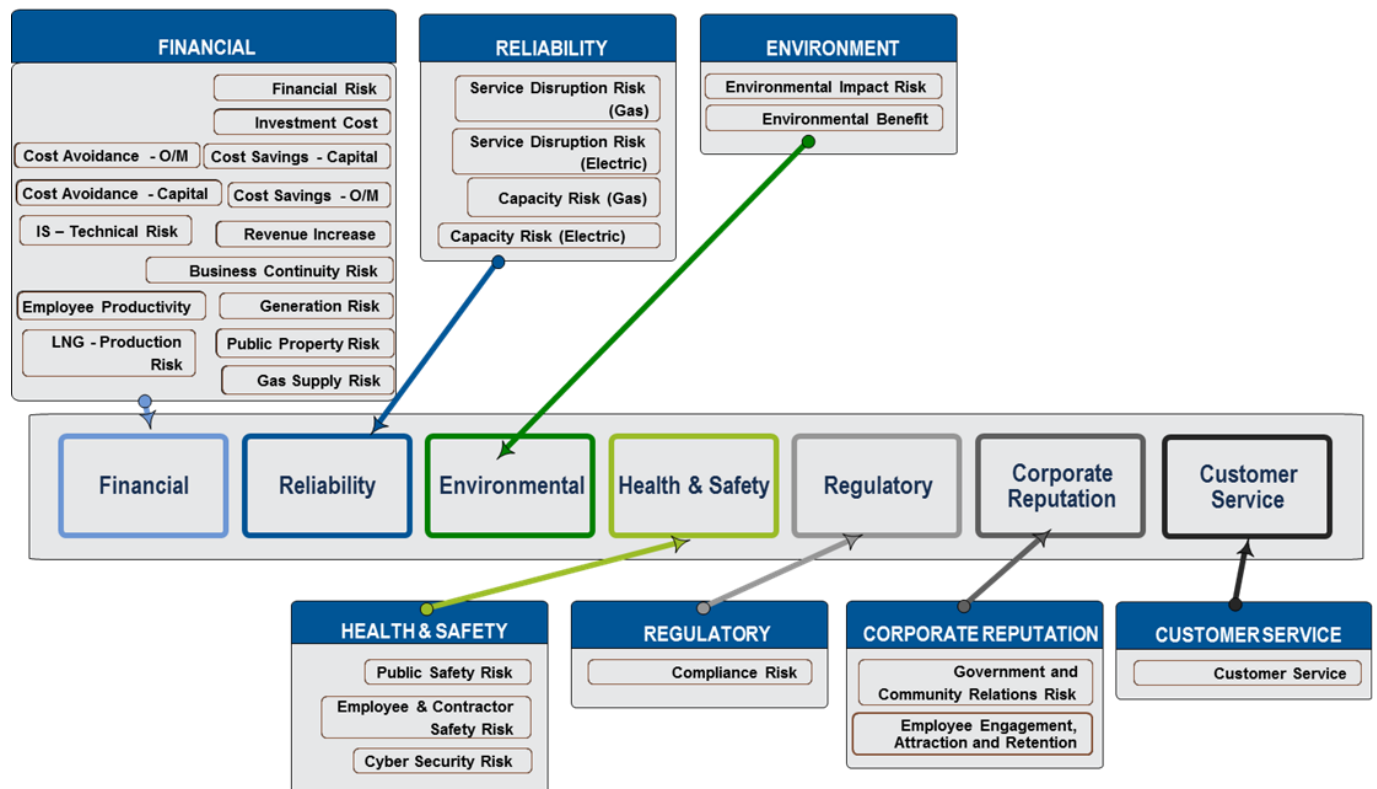 FINANCIAL
Financial Risk
Investment Cost
Cost Avoidance - O/M
Cost Savings - Capital
Cost Avoidance - Capital
Cost Savings - O/M
IS – Technical Risk
Revenue Increase
Business Continuity Risk
Employee Productivity
Generation Risk
LNG - Production
Risk
Public Property Risk
Gas Supply Risk
RELIABILITY
Service Disruption Risk
(Gas)
Service Disruption Risk
(Electric)
Capacity Risk (Gas)
Capacity Risk (Electric)
ENVIRONMENT
Environmental Impact Risk
Environmental Benefit
Financial
Reliability
Environmental
Health & Safety
Regulatory
Corporate
Reputation
Customer
Service
HEALTH & SAFETY
Public Safety Risk
Employee & Contractor
Safety Risk
Cyber Security Risk
REGULATORY
Compliance Risk
CORPORATE REPUTATION
Government and
Community Relations Risk
Employee Engagement,
Attraction and Retention
CUSTOMER SERVICE
Customer Service